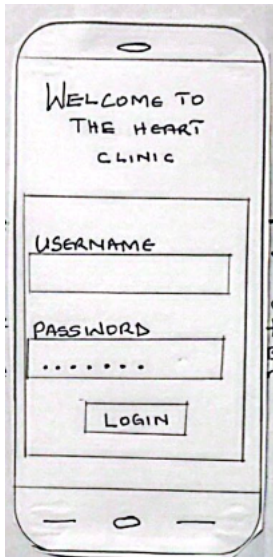 WELCOME TO
THE HEART
CLINIC
USERNAME
PASSWORD
.......
LOGIN